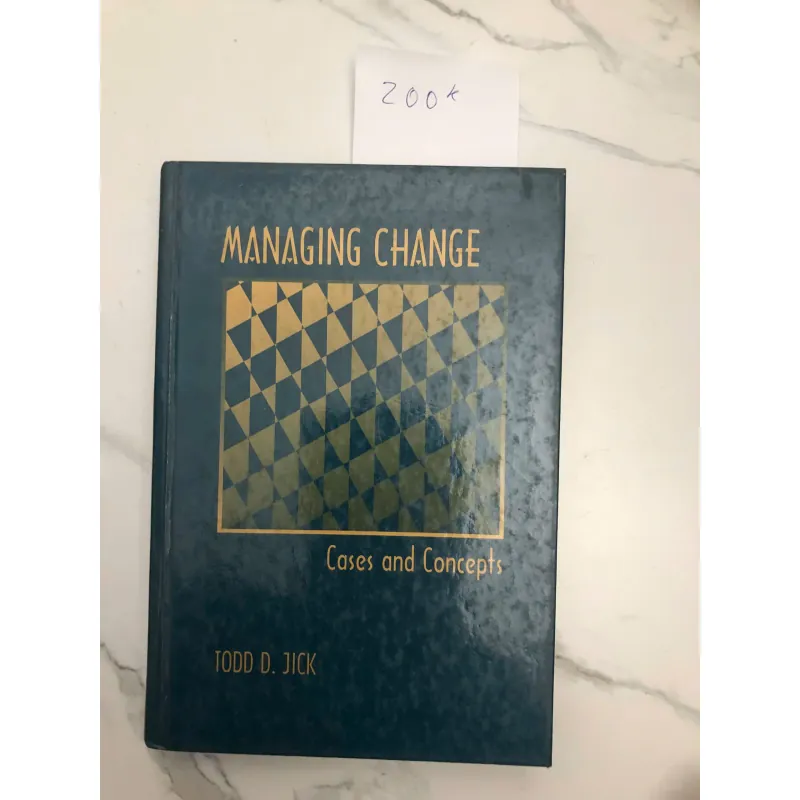 200k
MANAGING CHANGE
Cases and Concepts
TODD D. JICK